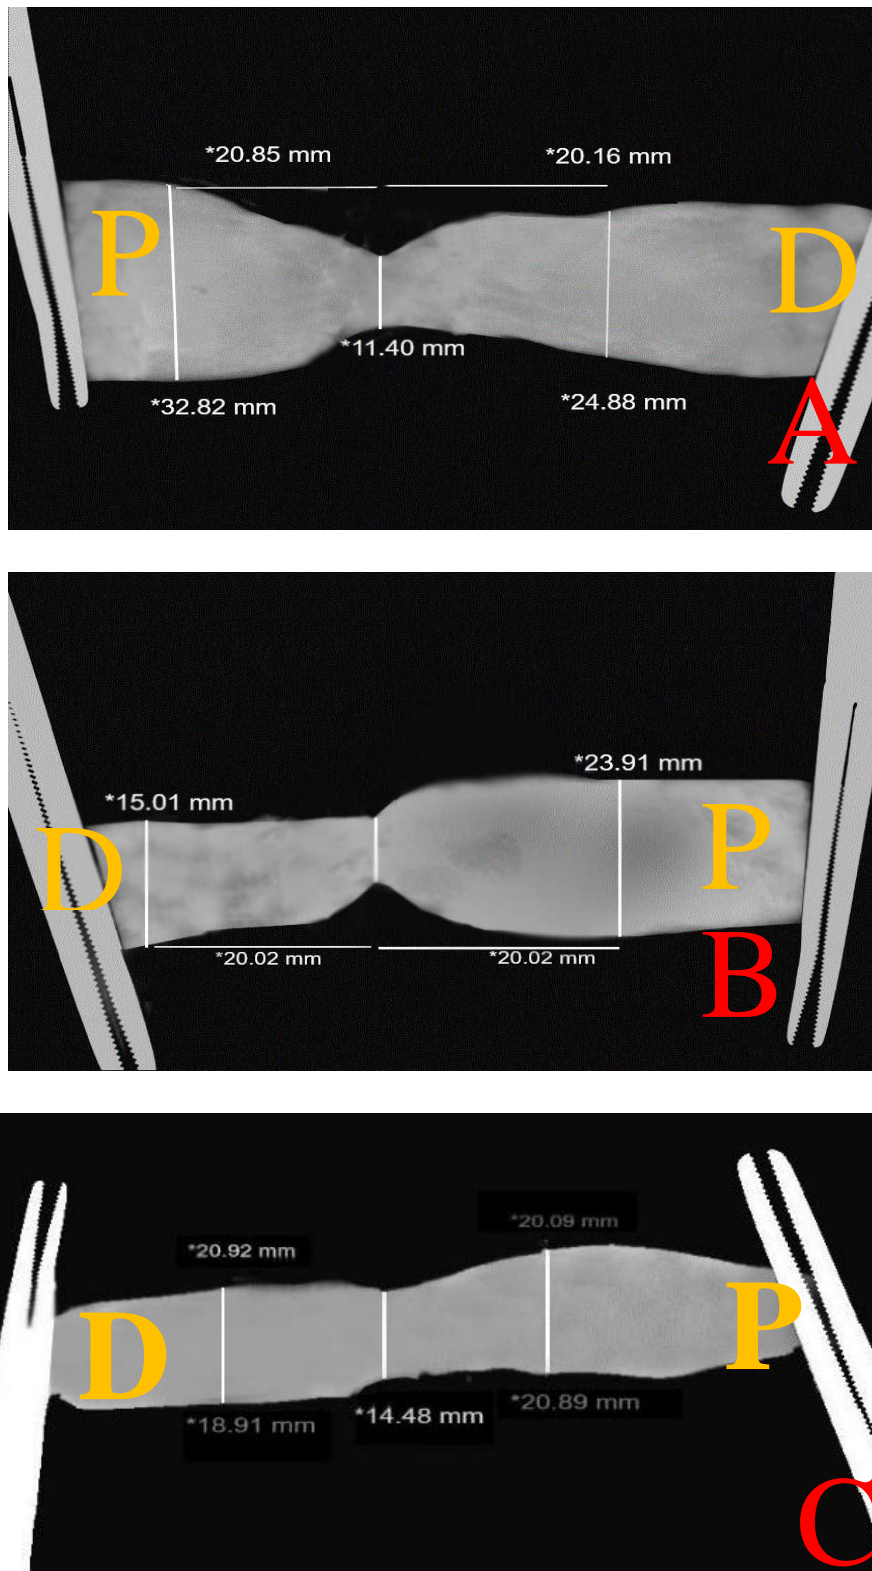 *20.85 mm
*20.16 mm
P
D
*11.40 mm
*32.82 mm
*24.88 mm
A
*23.91 mm
*15.01 mm
D
P
*20.02 mm
*20.02 mm
B
*20.09 mm
*20.92 mm
D
P
*18.91 mm
*14.48 mm
*20.89 mm
C